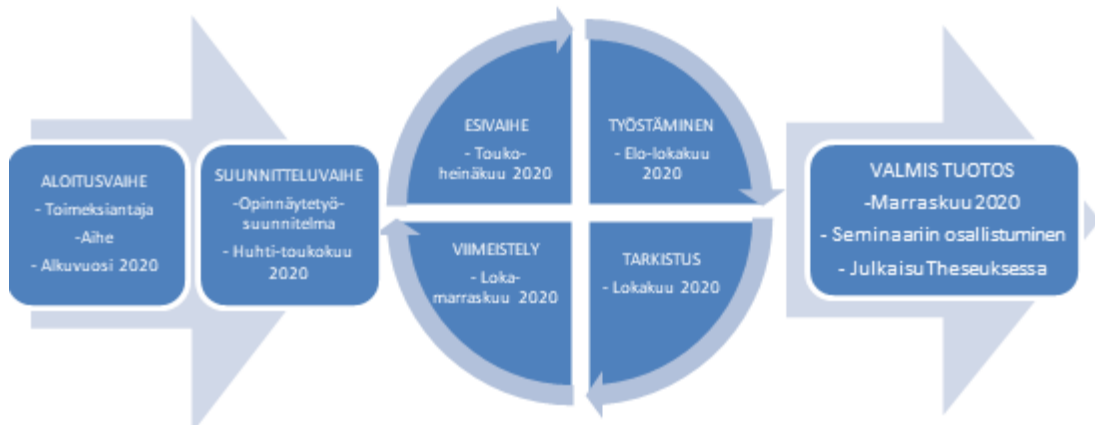 ALOITUSVAIHE
- Toimeksiantaja
-Aihe
- Alkuvuosi 2020
SUUNNITTELUVAIHE
-Opinnäytetyö-
suunnitelma
- Huhti-toukokuu
2020
ESIVAIHE
- Touko-
heinäkuu 2020
TYÖSTÄMINEN
- Elo-lokakuu
2020
VIIMEISTELY
- Loka-
marraskuu 2020
TARKISTUS
- Lokakuu 2020
VALMIS TUOTOS
-Marraskuu 2020
- Seminaariin osallistuminen
- Julkaisu Theseuksessa